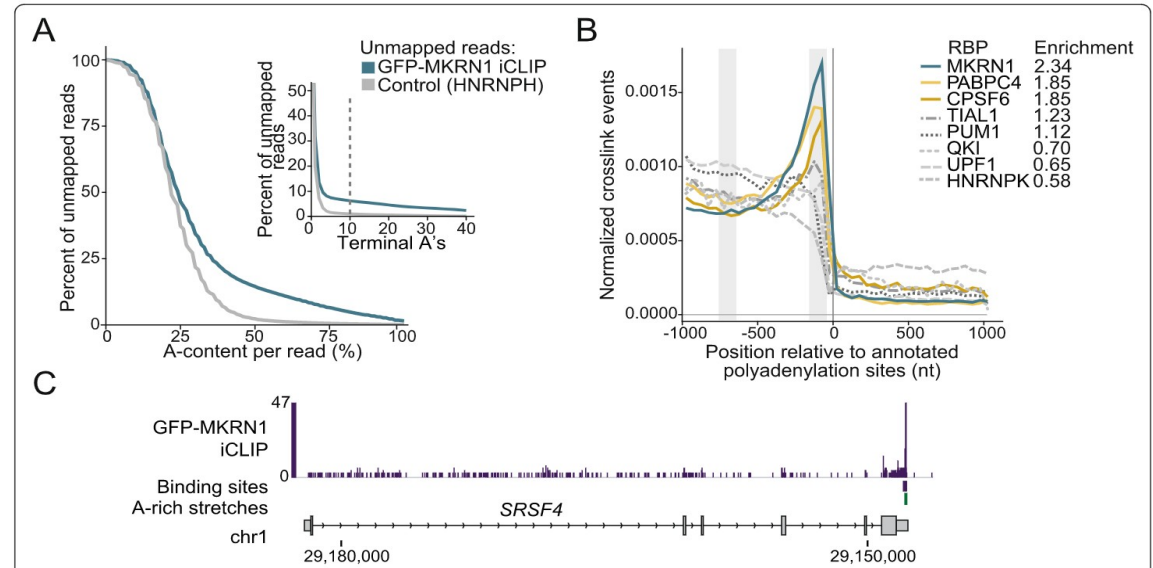 A
Unmapped reads:
GFP-MKRN1 iCLIP
Control (HNRNPH)
Percent of unmapped reads
100
75
50
25
0
0 25 50 75 100
A-content per read (%)
Percent of unmapped
reads
50
40
30
20
10
0
0 10 20 30 40
Terminal A's
B
RBP Enrichment
MKRN1 2.34
PABPC4 1.85
CPSF6 1.85
TIAL1 1.23
PUM1 1.12
QKI 0.70
UPF1 0.65
HNRNPK 0.58
Normalized crosslink events
0.0015
0.0010
0.0005
0.0000
-1000 -500 0 500 1000
Position relative to annotated
polyadenylation sites (nt)
C
47
GFP-MKRN1
iCLIP
0
Binding sites
A-rich stretches
SRSF4
chr1
29,180,000 29,150,000